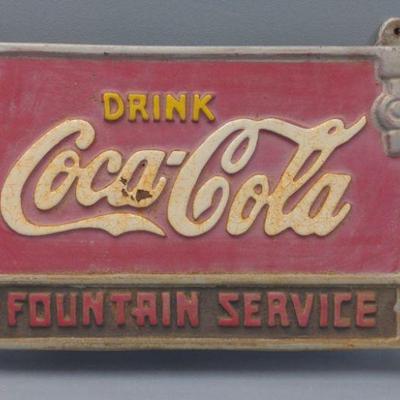 DRINK
Coca-Cola
FOUNTAIN SERVICE